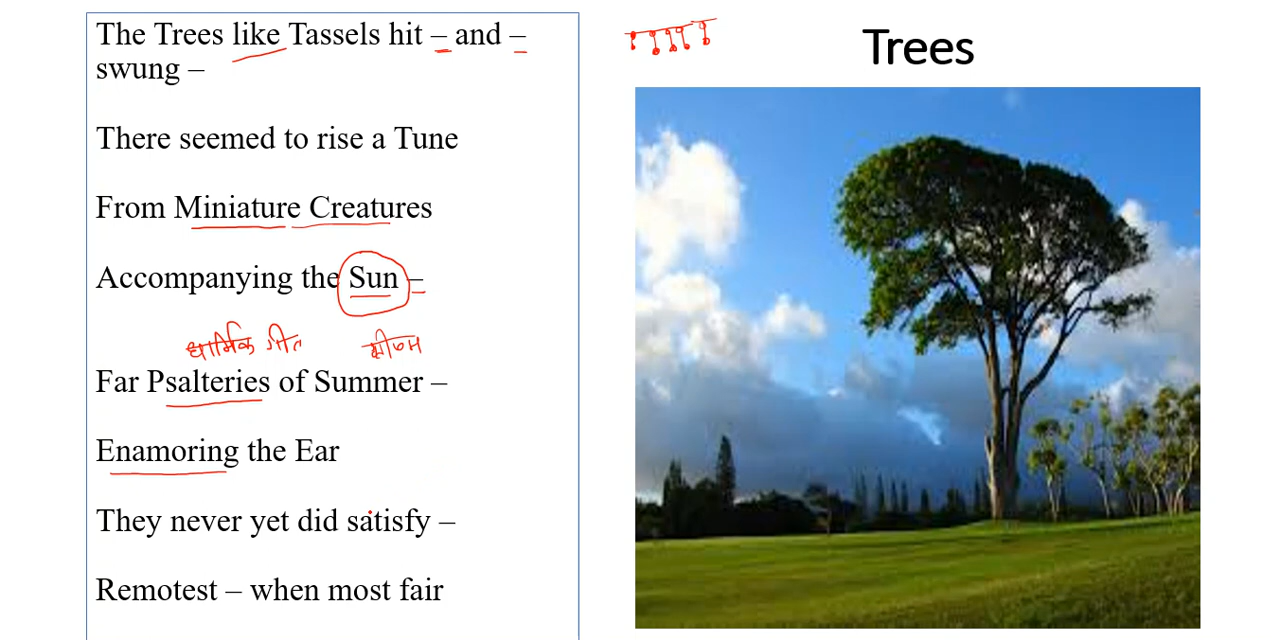 The Trees like Tassels hit – and –
swung –
There seemed to rise a Tune
From Miniature Creatures
Accompanying the Sun –
धार्मिक गीत
Far Psalteries of Summer –
Enamoring the Ear
They never yet did satisfy –
Remotest – when most fair
Trees